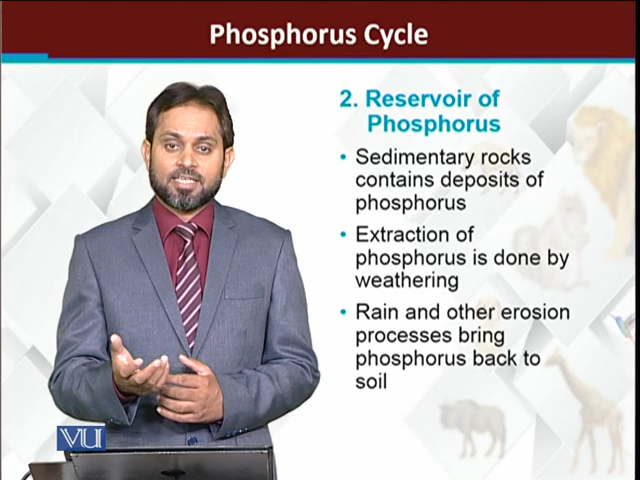 Phosphorus Cycle
2. Reservoir of
Phosphorus
• Sedimentary rocks
contains deposits of
phosphorus
• Extraction of
phosphorus is done by
weathering
• Rain and other erosion
processes bring
phosphorus back to
soil
VU